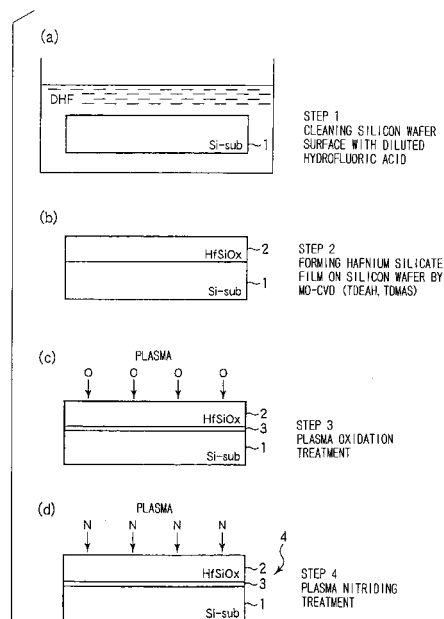 (a)
DHF
Si-sub
1
STEP 1
CLEANING SILICON WAFER
SURFACE WITH DILUTED
HYDROFLUORIC ACID
(b)
HfSiOx
2
Si-sub
1
STEP 2
FORMING HAFNIUM SILICATE
FILM ON SILICON WAFER BY
MO-CVD (TDEAH, TDMAS)
(c)
PLASMA
O O O O
HfSiOx
2
3
Si-sub
1
STEP 3
PLASMA OXIDATION
TREATMENT
(d)
PLASMA
N N N N
4
HfSiOx
2
3
Si-sub
1
STEP 4
PLASMA NITRIDING
TREATMENT